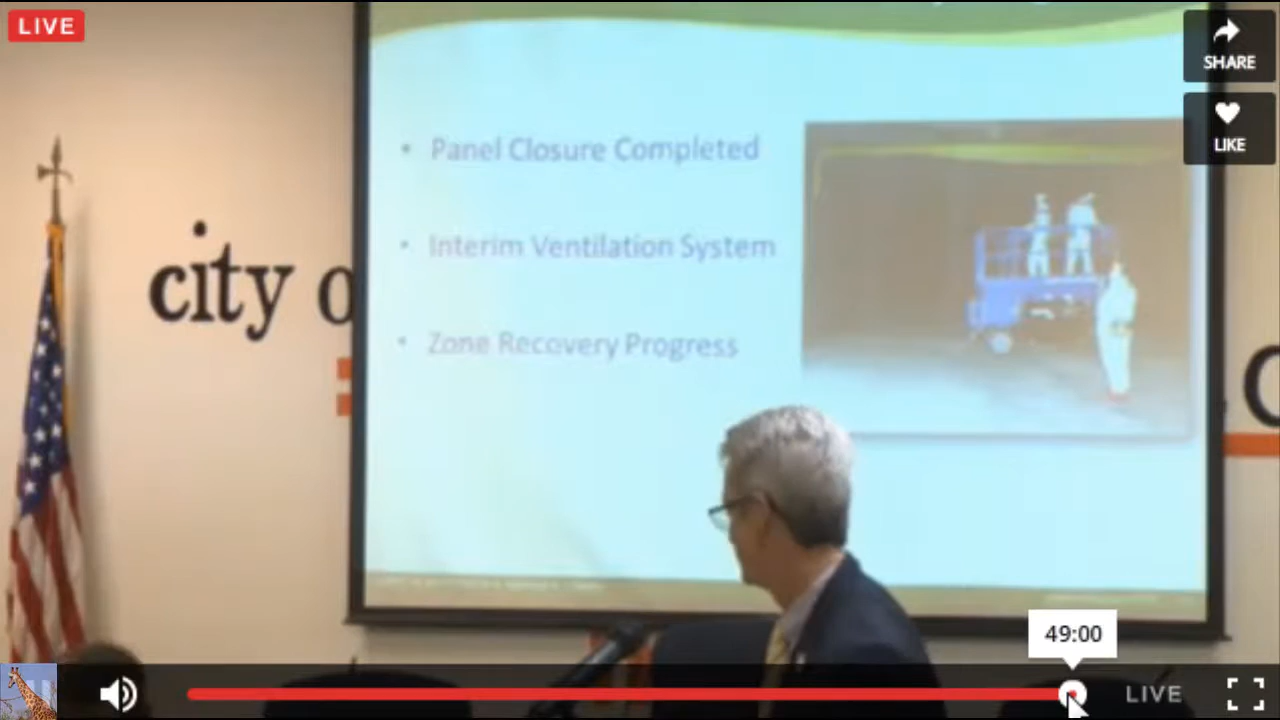 LIVE
SHARE
LIKE
• Panel Closure Completed
• Interim Ventilation System
• Zone Recovery Progress
city o
49:00
LIVE